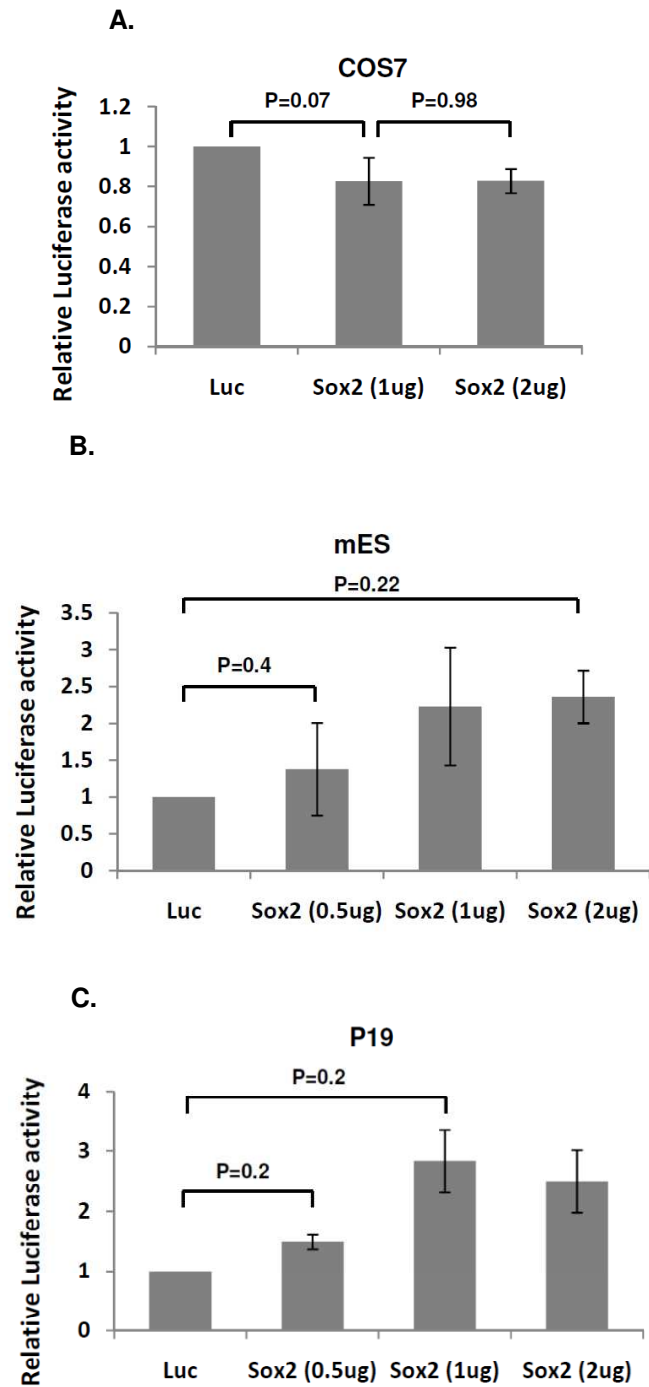 A.
COS7
P=0.07 P=0.98
Relative Luciferase activity
1.2
1
0.8
0.6
0.4
0.2
0
Luc Sox2 (1ug) Sox2 (2ug)
B.
mES
P=0.22
P=0.4
Relative Luciferase activity
3.5
3
2.5
2
1.5
1
0.5
0
Luc Sox2 (0.5ug) Sox2 (1ug) Sox2 (2ug)
C.
P19
P=0.2
P=0.2
Relative Luciferase activity
4
3
2
1
0
Luc Sox2 (0.5ug) Sox2 (1ug) Sox2 (2ug)